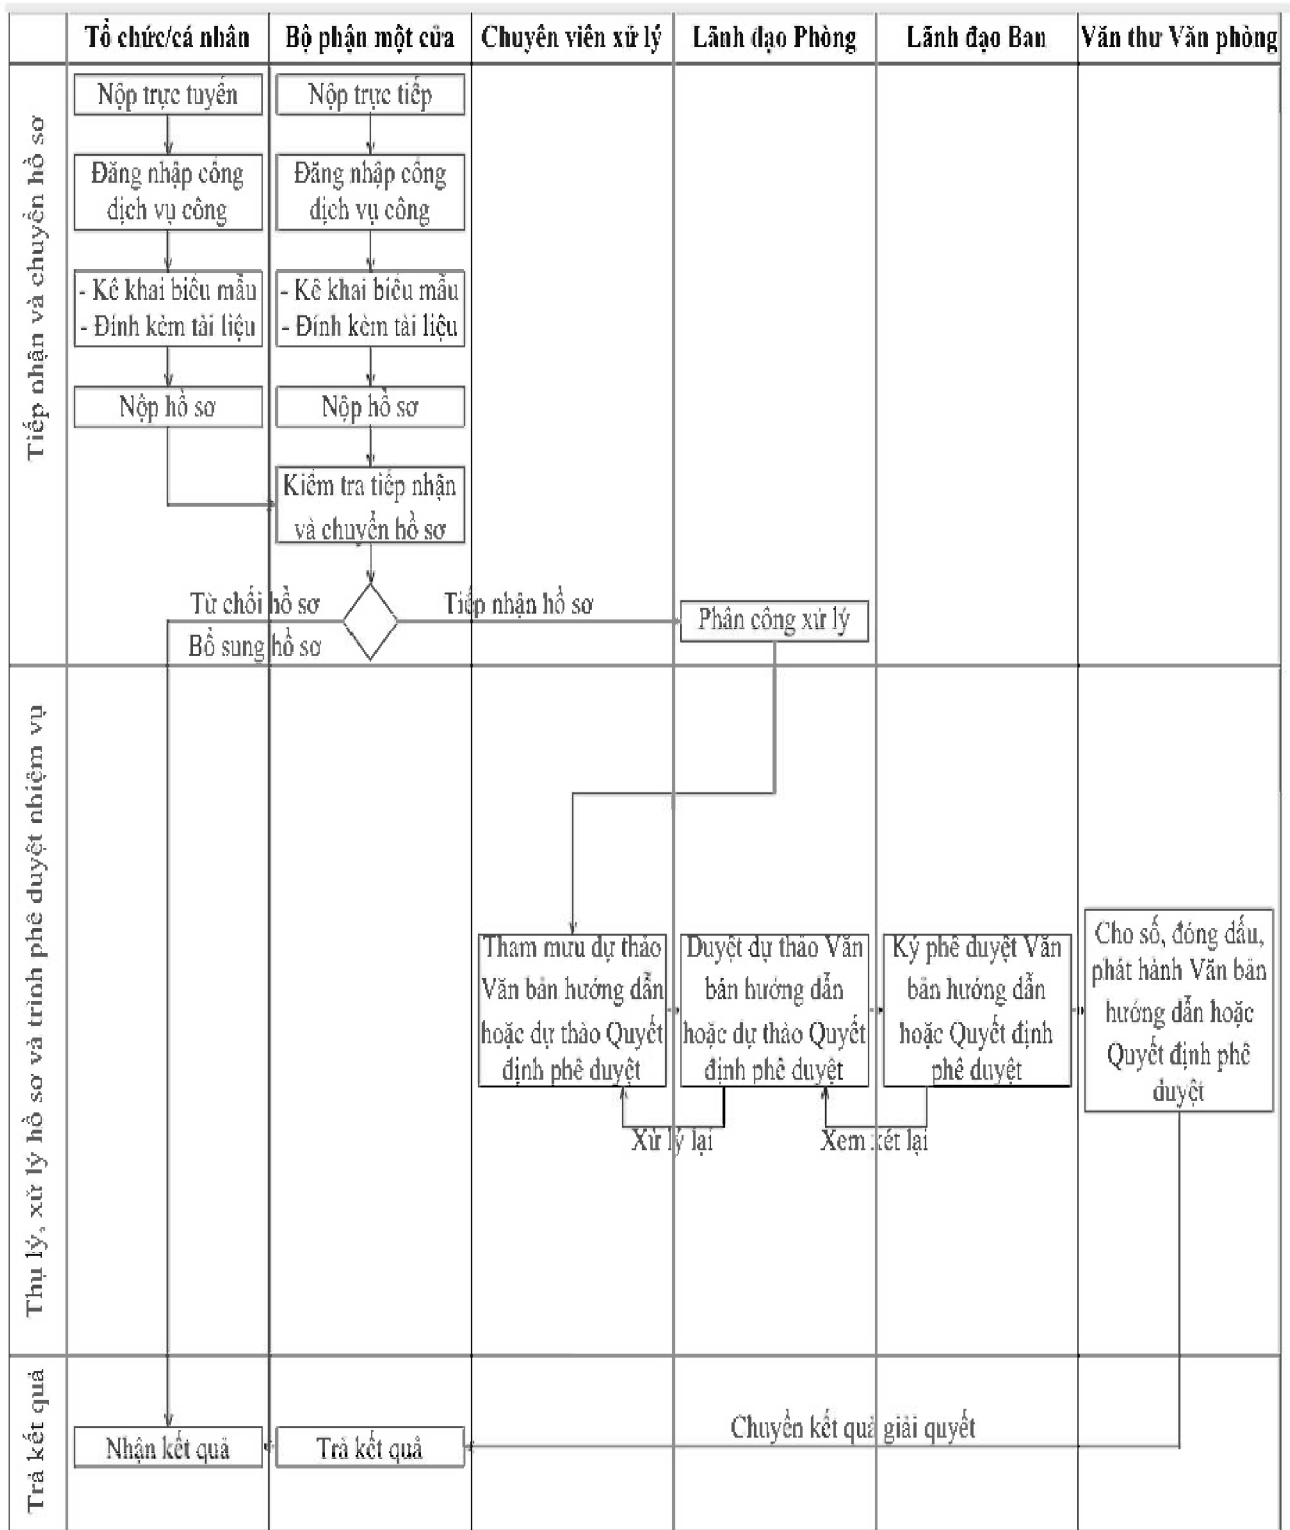 Tổ chức/cá nhân
Bộ phận một cửa
Chuyên viên xử lý
Lãnh đạo Phòng
Lãnh đạo Ban
Văn thư Văn phòng
Tiếp nhận và chuyển hồ sơ
Nộp trực tuyến
Nộp trực tiếp
Đăng nhập cổng
dịch vụ công
Đăng nhập cổng
dịch vụ công
- Kê khai biểu mẫu
- Đính kèm tài liệu
- Kê khai biểu mẫu
- Đính kèm tài liệu
Nộp hồ sơ
Nộp hồ sơ
Kiểm tra tiếp nhận
và chuyển hồ sơ
Từ chối hồ sơ
Bổ sung hồ sơ
Tiếp nhận hồ sơ
Phân công xử lý
Thụ lý, xử lý hồ sơ và trình phê duyệt nhiệm vụ
Tham mưu dự thảo
Văn bản hướng dẫn
hoặc dự thảo Quyết
định phê duyệt
Duyệt dự thảo Văn
bản hướng dẫn
hoặc dự thảo Quyết
định phê duyệt
Ký phê duyệt Văn
bản hướng dẫn
hoặc Quyết định
phê duyệt
Cho số, đóng dấu,
phát hành Văn bản
hướng dẫn hoặc
Quyết định phê
duyệt
Xử lý lại
Xem xét lại
Trả kết quả
Nhận kết quả
Trả kết quả
Chuyển kết quả giải quyết